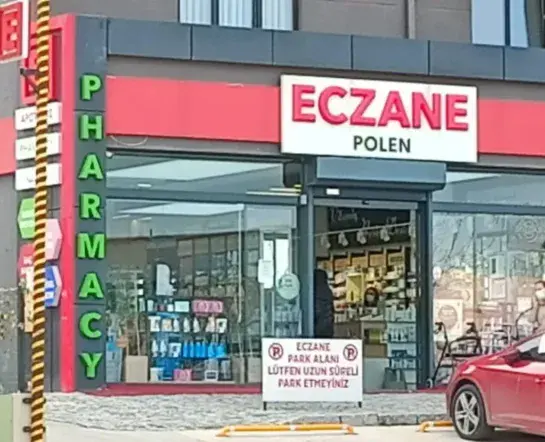 PHARMACY
ECZANE
POLEN
ECZANE
PARK ALANI
LÜTFEN UZUN SÜRELİ
PARK ETMEYİNİZ